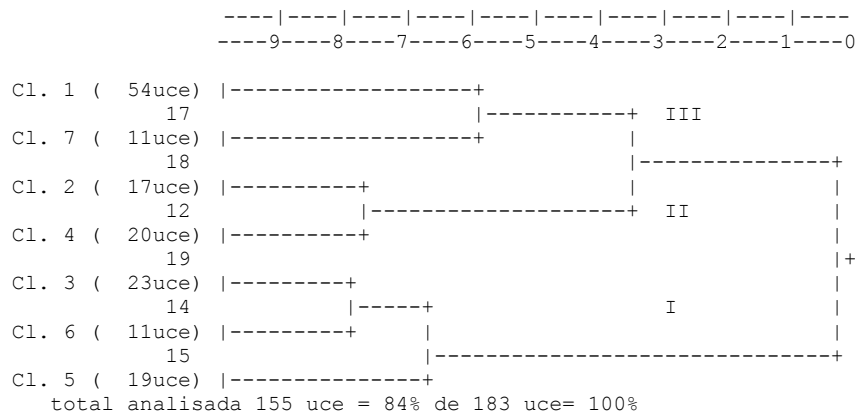 ----|----|----|----|----|----|----|----|----|----
----9----8----7----6----5----4----3----2----1----0
Cl. 1 (  54uce) |-------------------+
            17                      |-----------+  III
Cl. 7 (  11uce) |-------------------+           |
            18                                  |---------------+
Cl. 2 (  17uce) |----------+                    |               |
            12             |--------------------+  II           |
Cl. 4 (  20uce) |----------+                                    |
            19                                                  |+
Cl. 3 (  23uce) |---------+                                     |
            14            |-----+                  I            |
Cl. 6 (  11uce) |---------+     |                               |
            15                  |-------------------------------+
Cl. 5 (  19uce) |---------------+
total analisada 155 uce = 84% de 183 uce= 100%